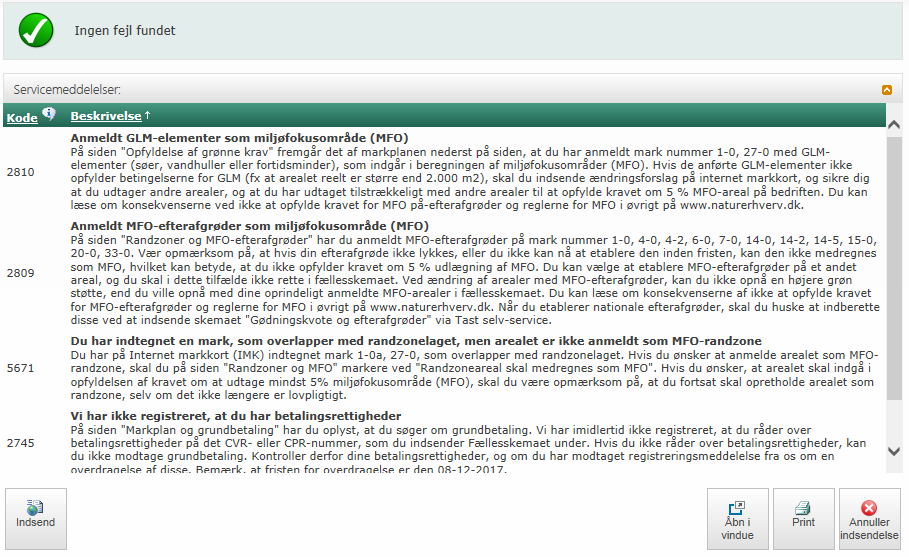 Ingen fejl fundet
Servicemeddelelser:
Kode Beskrivelse ↑
Anmeldt GLM-elementer som miljøfokusområde (MFO)
På siden "Opfyldelse af grønne krav" fremgår det af markplanen nederst på siden, at du har anmeldt mark nummer 1-0, 27-0 med GLM-
elementer (søer, vandhuller eller fortidsminder), som indgår i beregningen af miljøfokusområder (MFO). Hvis de anførte GLM-elementer ikke
2810
opfylder betingelserne for GLM (fx at arealet reelt er større end 2.000 m2), skal du indsende ændringsforslag på internet markkort, og sikre dig
at du udtager andre arealer, og at du har udtaget tilstrækkeligt med andre arealer til at opfylde kravet om 5 % MFO-areal på bedriften. Du kan
læse om konsekvenserne ved ikke at opfylde kravet for MFO på-efterafgrøder og reglerne for MFO i øvrigt på www.naturerhverv.dk.
Anmeldt MFO-efterafgrøder som miljøfokusområde (MFO)
På siden "Randzoner og MFO-efterafgrøder" har du anmeldt MFO-efterafgrøder på mark nummer 1-0, 4-0, 4-2, 6-0, 7-0, 14-0, 14-2, 14-5, 15-0,
20-0, 33-0. Vær opmærksom på, at hvis din efterafgrøde ikke lykkes, eller du ikke kan nå at etablere den inden fristen, kan den ikke medregnes
som MFO, hvilket kan betyde, at du ikke opfylder kravet om 5 % udlægning af MFO. Du kan vælge at etablere MFO-efterafgrøder på et andet
2809
areal, og du skal i dette tilfælde ikke rette i fællesskemaet. Ved ændring af arealer med MFO-efterafgrøder, kan du ikke opnå en højere grøn
støtte, end du ville opnå med dine oprindeligt anmeldte MFO-arealer i fællesskemaet. Du kan læse om konsekvenserne af ikke at opfylde kravet
for MFO-efterafgrøder og reglerne for MFO i øvrigt på www.naturerhverv.dk. Når du etablerer nationale efterafgrøder, skal du huske at indberette
disse ved at indsende skemaet "Gødningskvote og efterafgrøder" via Tast selv-service.
Du har indtegnet en mark, som overlapper med randzonelaget, men arealet er ikke anmeldt som MFO-randzone
Du har på Internet markkort (IMK) indtegnet mark 1-0a, 27-0, som overlapper med randzonelaget. Hvis du ønsker at anmelde arealet som MFO-
5671
randzone, skal du på siden "Randzoner og MFO" markere ved "Randzoneareal skal medregnes som MFO". Hvis du ønsker, at arealet skal indgå i
opfyldelsen af kravet om at udtage mindst 5% miljøfokusområde (MFO), skal du være opmærksom på, at du fortsat skal opretholde arealet som
randzone, selv om det ikke længere er lovpligtigt.
Vi har ikke registreret, at du har betalingsrettigheder
På siden "Markplan og grundbetaling" har du oplyst, at du søger om grundbetaling. Vi har imidlertid ikke registreret, at du råder over
2745
betalingsrettigheder på det CVR- eller CPR-nummer, som du indsender Fællesskemaet under. Hvis du ikke råder over betalingsrettigheder, kan
du ikke modtage grundbetaling. Kontroller derfor dine betalingsrettigheder, og om du har modtaget registreringsmeddelelse fra os om en
overdragelse af disse. Bemærk, at fristen for overdragelse er den 08-12-2017.
Indsend
Åbn i
vindue
Print
Annuller
indsendelse